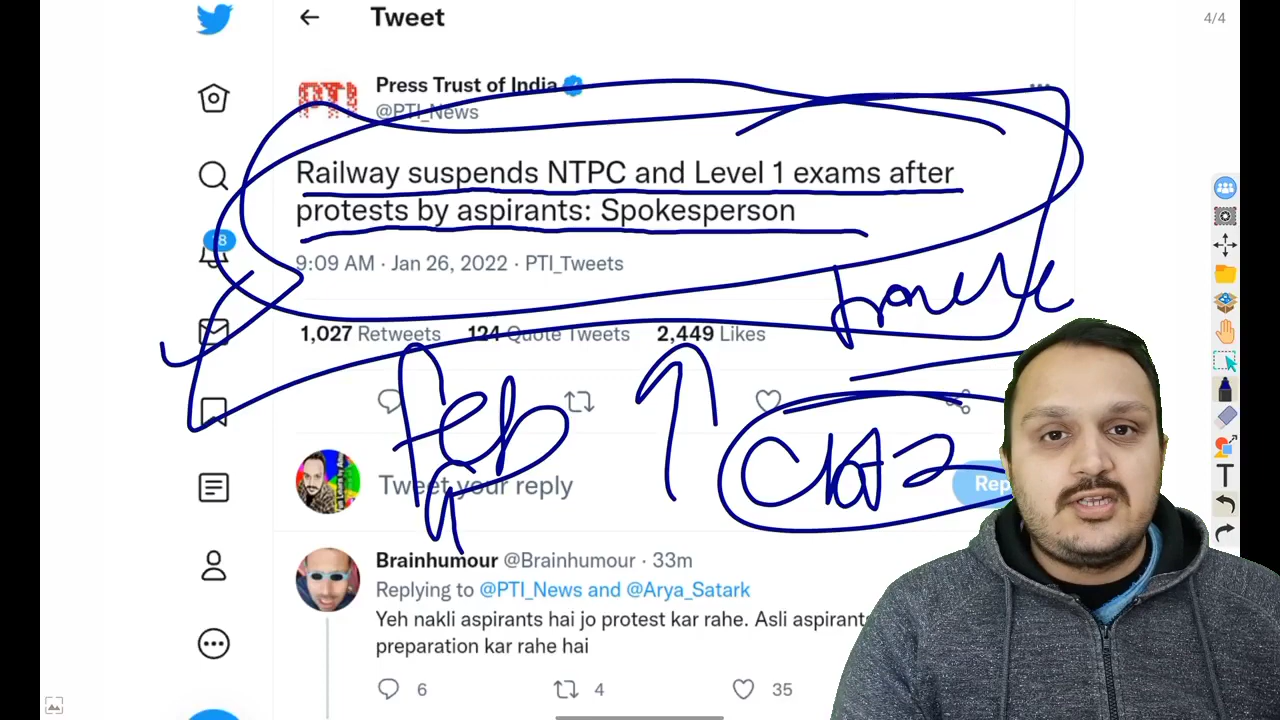 Tweet
4/4
Press Trust of India
@PTI_News
Railway suspends NTPC and Level 1 exams after
protests by aspirants: Spokesperson
9:09 AM · Jan 26, 2022 · PTI_Tweets
1,027 Retweets 124 Quote Tweets 2,449 Likes
Feb
CBT 2
Tweet your reply
Brainhumour @Brainhumour · 33m
Replying to @PTI_News and @Arya_Satark
Yeh nakli aspirants hai jo protest kar rahe. Asli aspirants
preparation kar rahe hai
6 4 35
T